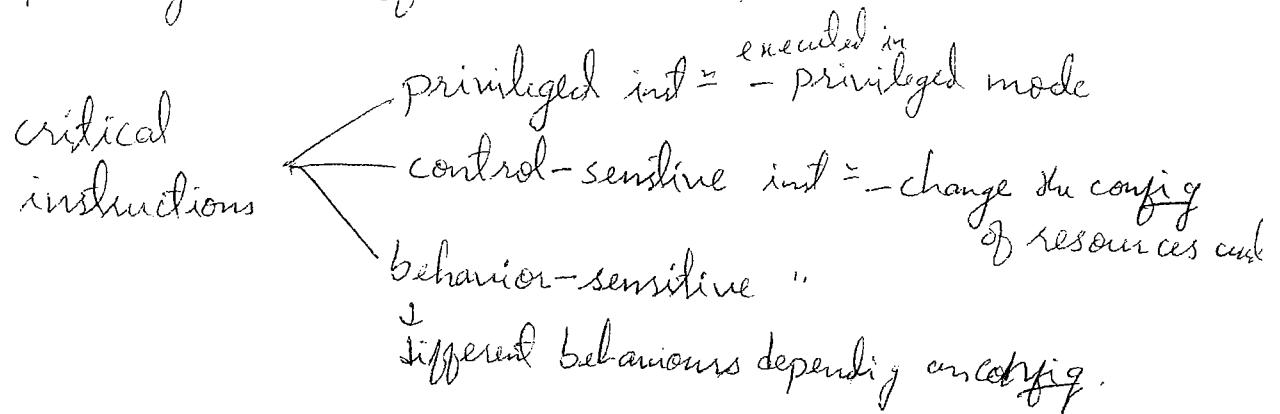 executed in
privileged inst = - privileged mode
critical
instructions
control-sensitive inst = - change the config
of resources
behavior-sensitive "
↓
different behaviours depending on config.